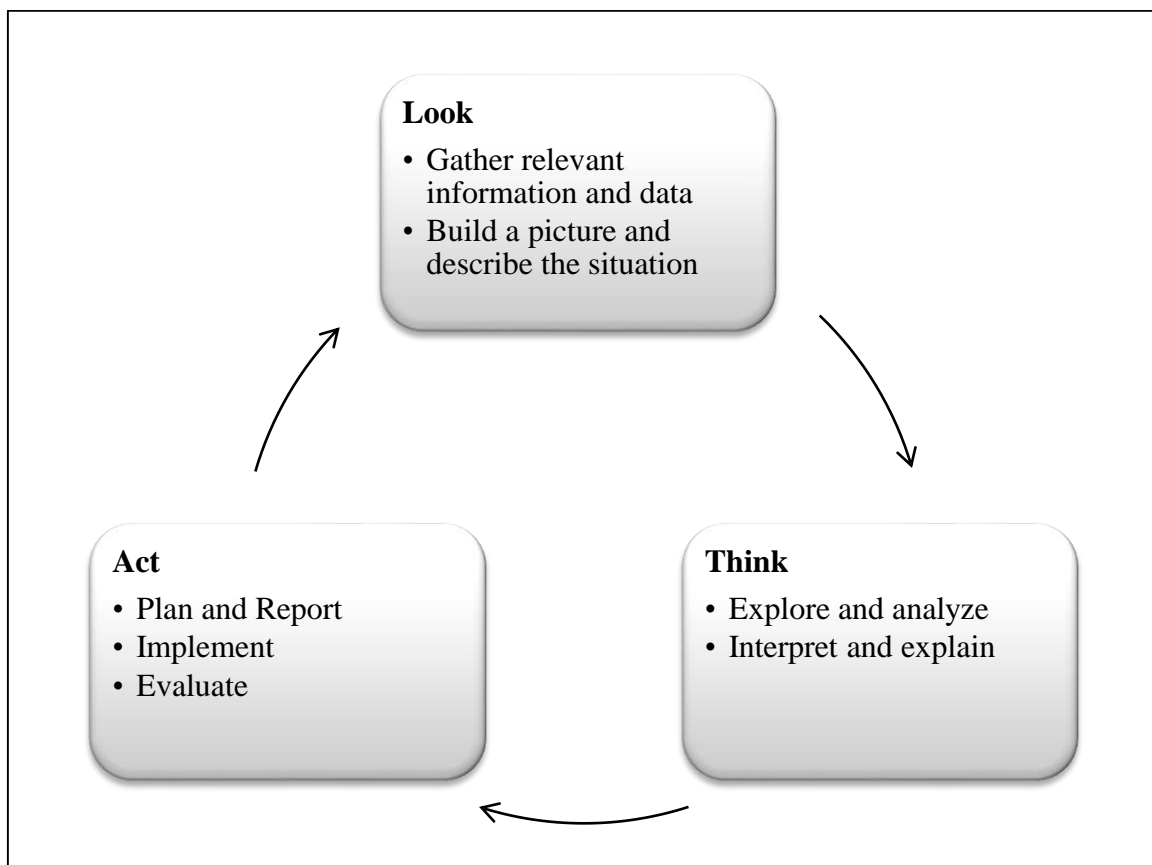 Look
• Gather relevant
information and data
• Build a picture and
describe the situation
Think
• Explore and analyze
• Interpret and explain
Act
• Plan and Report
• Implement
• Evaluate